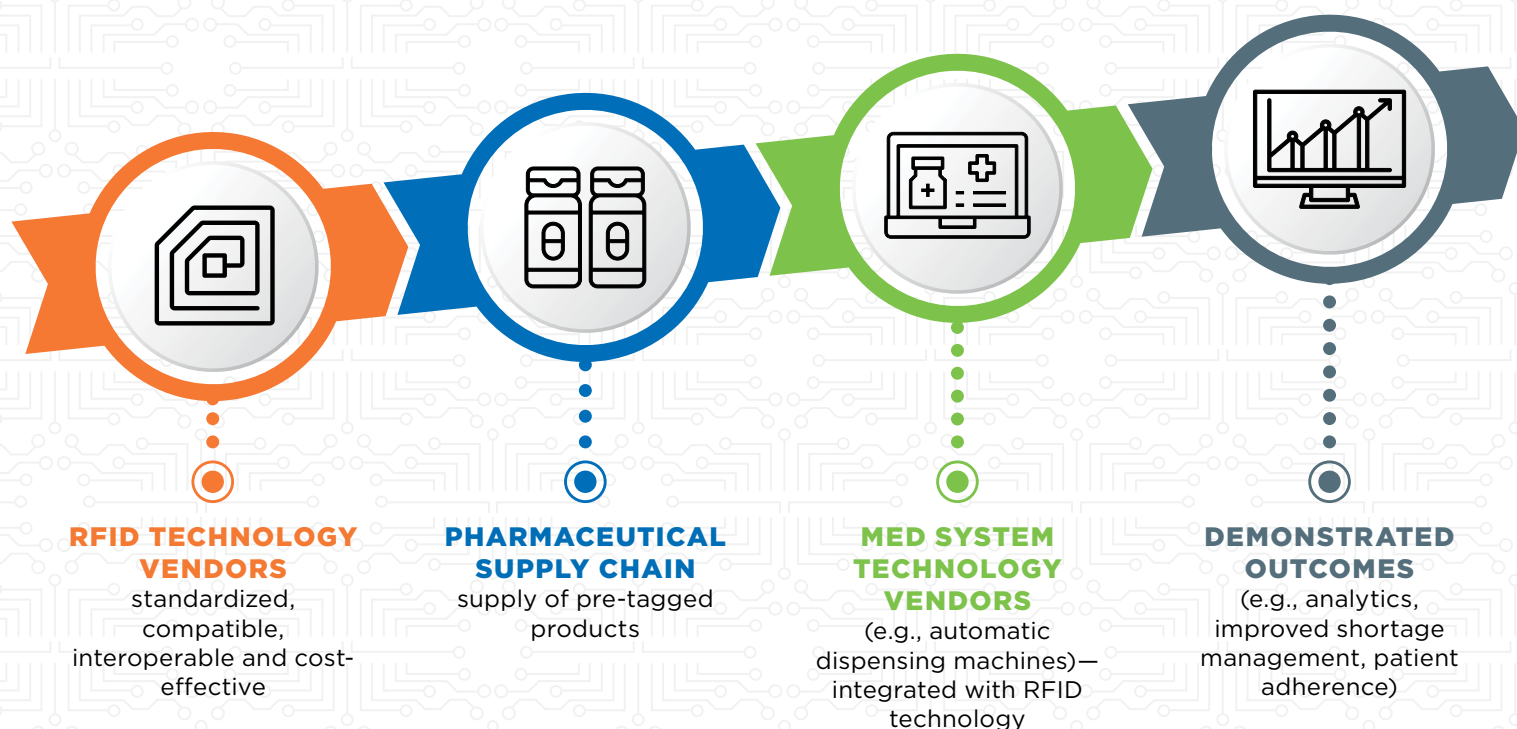 RFID TECHNOLOGY
VENDORS
standardized,
compatible,
interoperable and cost-
effective
PHARMACEUTICAL
SUPPLY CHAIN
supply of pre-tagged
products
MED SYSTEM
TECHNOLOGY
VENDORS
(e.g., automatic
dispensing machines)—
integrated with RFID
technology
DEMONSTRATED
OUTCOMES
(e.g., analytics,
improved shortage
management, patient
adherence)